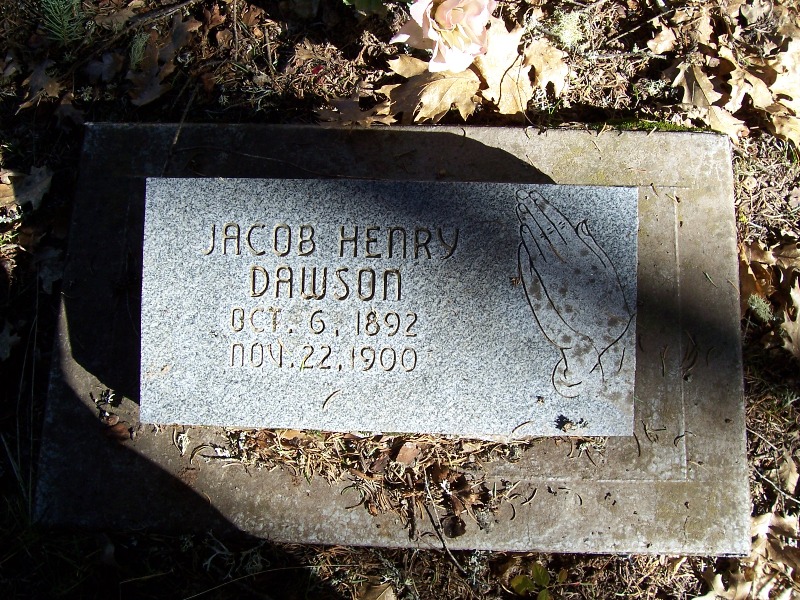 JACOB HENRY
DAWSON
OCT. 6, 1892
NOV. 22, 1900